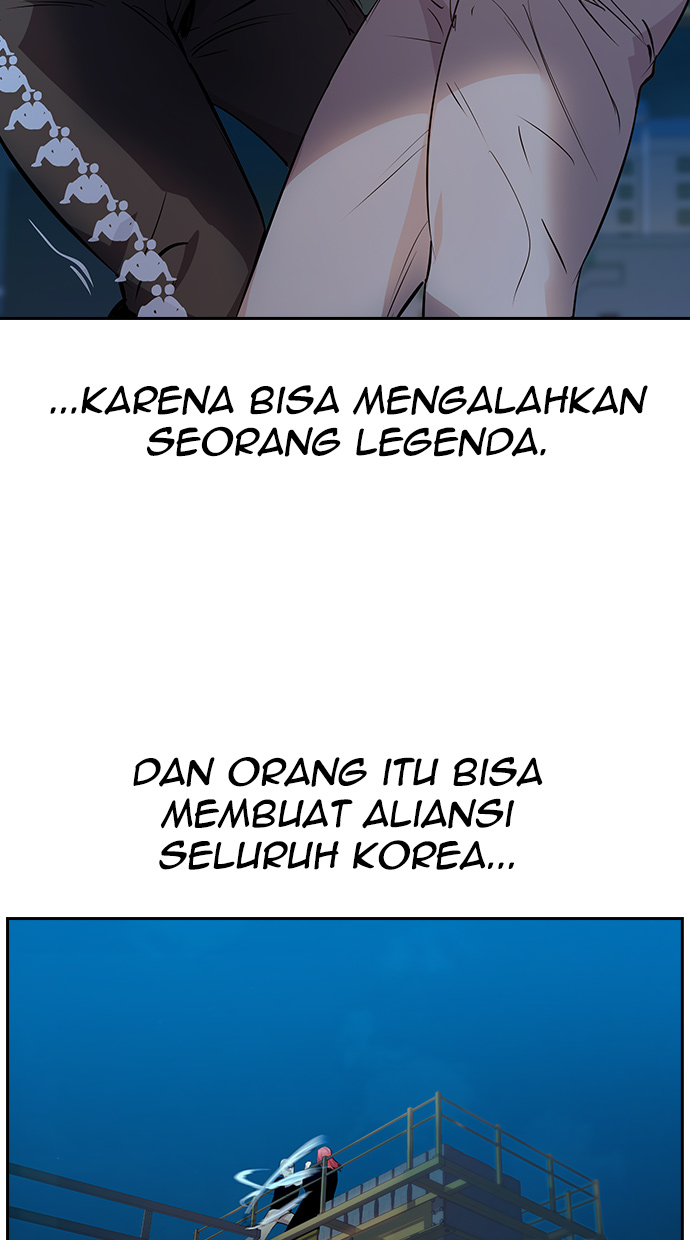 ...KARENA BISA MENGALAHKAN
SEORANG LEGENDA.
DAN ORANG ITU BISA
MEMBUAT ALIANSI
SELURUH KOREA...